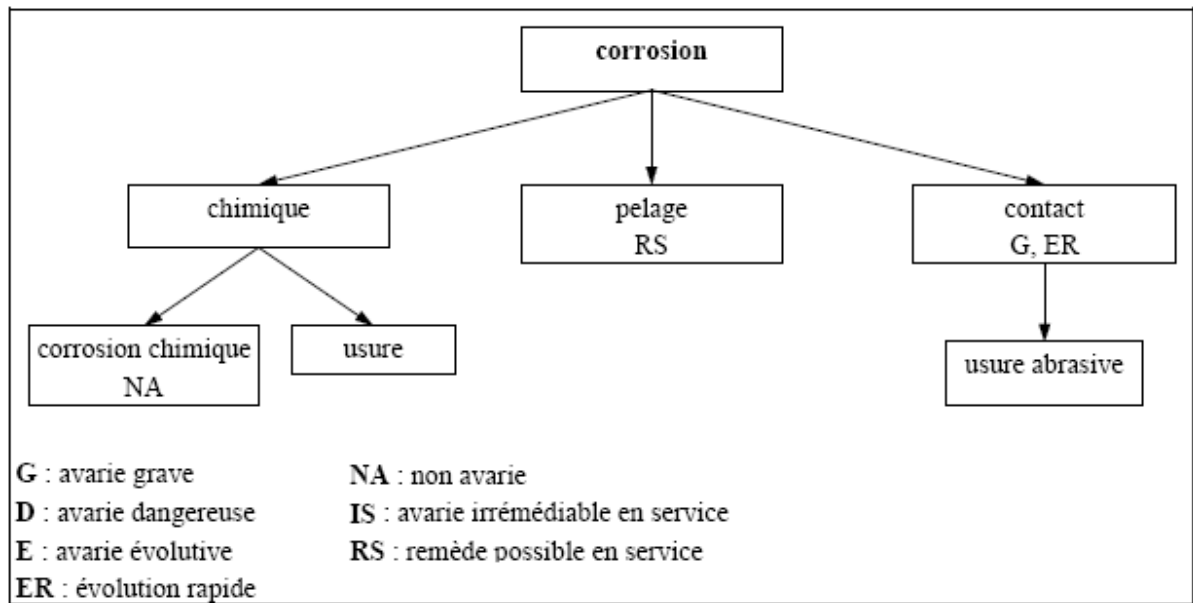 corrosion
chimique
pelage
RS
contact
G, ER
corrosion chimique
NA
usure
usure abrasive
G : avarie grave
NA : non avarie
D : avarie dangereuse
IS : avarie irrémédiable en service
E : avarie évolutive
RS : remède possible en service
ER : évolution rapide